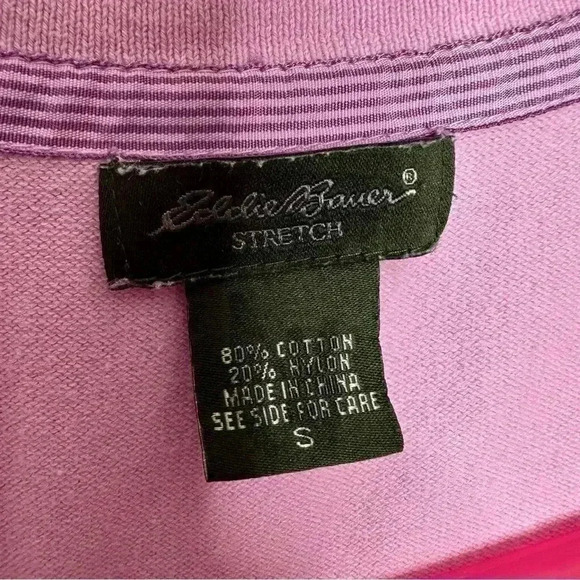 Eddie Bauer®
STRETCH
80% COTTON
20% NYLON
MADE IN CHINA
SEE SIDE FOR CARE
S